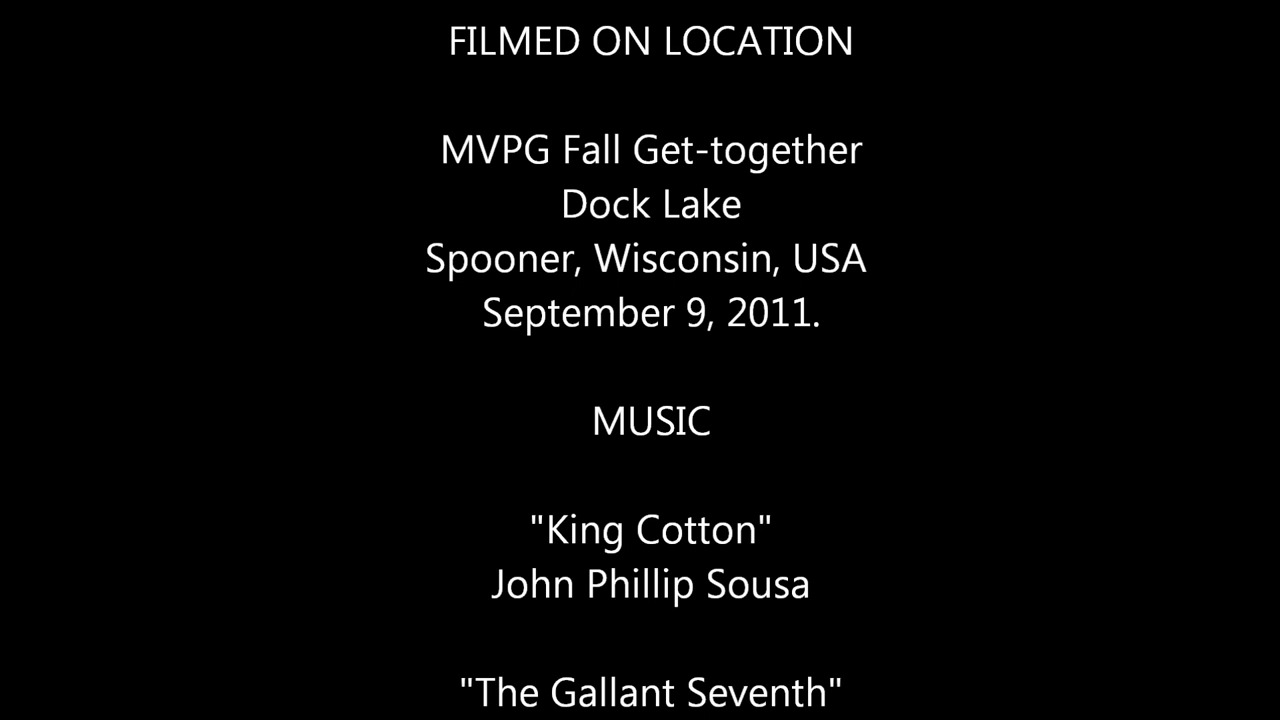 FILMED ON LOCATION
MVPG Fall Get-together
Dock Lake
Spooner, Wisconsin, USA
September 9, 2011.
MUSIC
"King Cotton"
John Phillip Sousa
"The Gallant Seventh"